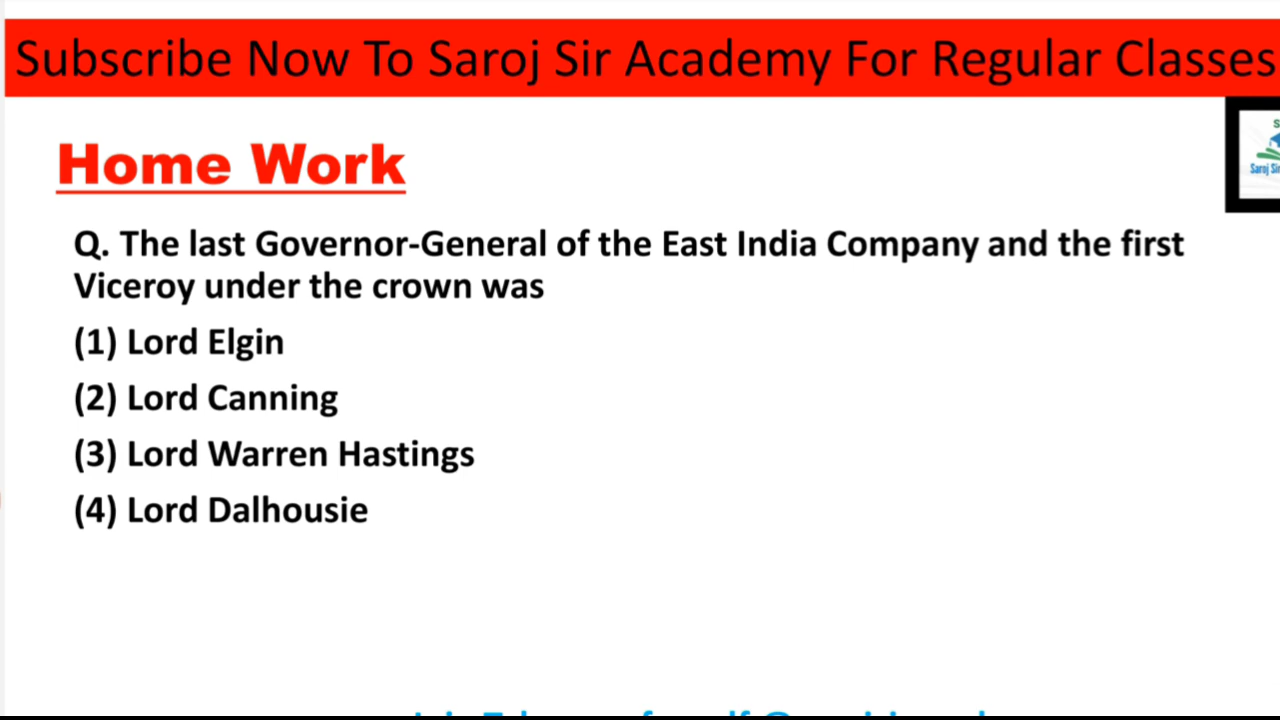 Subscribe Now To Saroj Sir Academy For Regular Classes
Home Work
Saroj
Q. The last Governor-General of the East India Company and the first
Viceroy under the crown was
(1) Lord Elgin
(2) Lord Canning
(3) Lord Warren Hastings
(4) Lord Dalhousie